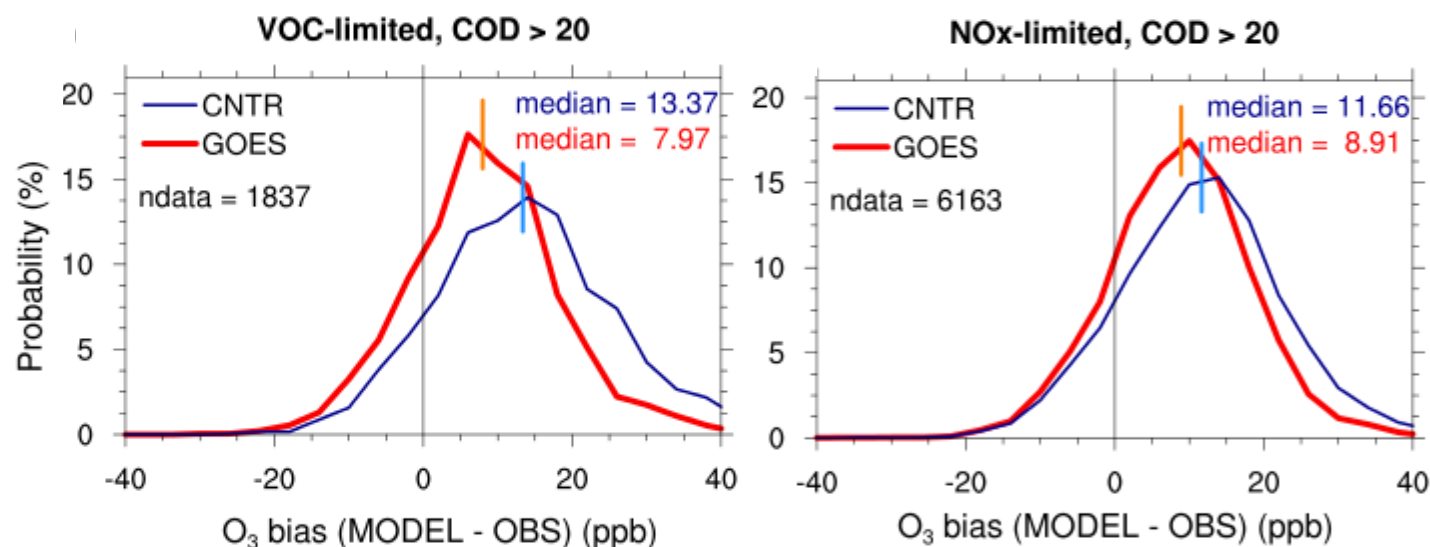 VOC-limited, COD > 20
20
15
10
5
0
Probability (%)
CNTR
GOES
ndata = 1837
median = 13.37
median = 7.97
-40
-20
0
20
40
O₃ bias (MODEL - OBS) (ppb)
NOx-limited, COD > 20
20
15
10
5
0
CNTR
GOES
ndata = 6163
median = 11.66
median = 8.91
-40
-20
0
20
40
O₃ bias (MODEL - OBS) (ppb)